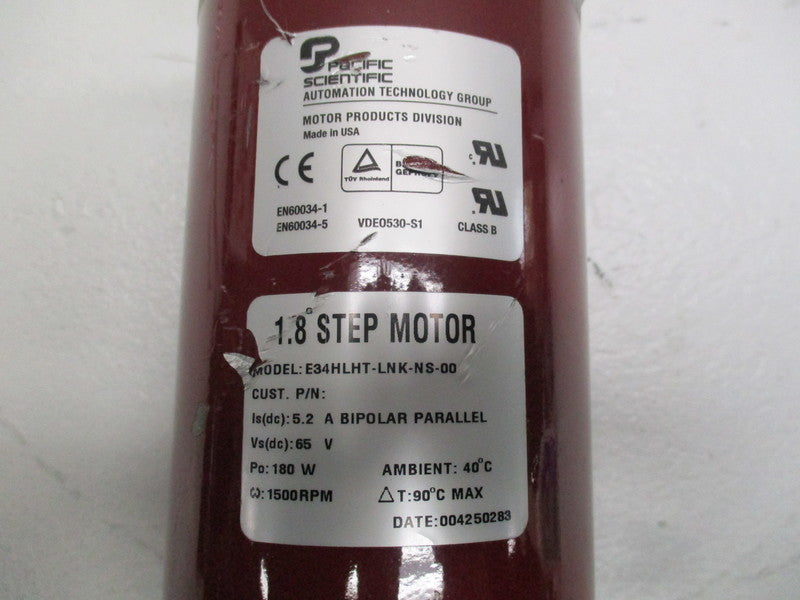 Pacific
SCIENTIFIC
AUTOMATION TECHNOLOGY GROUP
MOTOR PRODUCTS DIVISION
Made in USA
CE
TÜV Rheinland
EN60034-1
EN60034-5 VDE0530-S1 CLASS B
1.8° STEP MOTOR
MODEL: E34HLHT-LNK-NS-00
CUST. P/N:
Is(dc): 5.2 A BIPOLAR PARALLEL
Vs(dc): 65 V
Po: 180 W AMBIENT: 40°C
ω: 1500RPM △T: 90°C MAX
DATE: 004250283